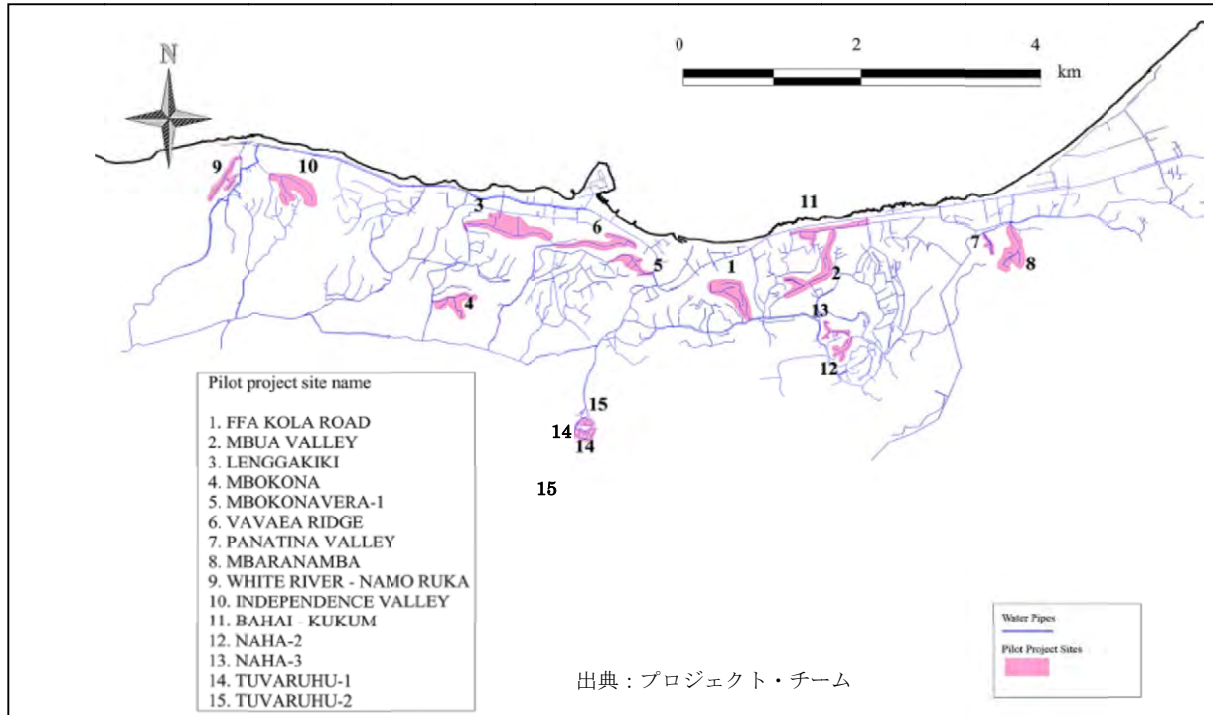 N
0 2 4
km
9
10
3
6
11
5
1
2
7
8
4
13
12
15
14
14
15
Pilot project site name
1. FFA KOLA ROAD
2. MBUA VALLEY
3. LENGGAKIKI
4. MBOKONA
5. MBOKONAVERA-1
6. VAVAEA RIDGE
7. PANATINA VALLEY
8. MBARANAMBA
9. WHITE RIVER - NAMO RUKA
10. INDEPENDENCE VALLEY
11. BAHAI - KUKUM
12. NAHA-2
13. NAHA-3
14. TUVARUHU-1
15. TUVARUHU-2
Water Pipes
Pilot Project Sites
出典：プロジェクト・チーム